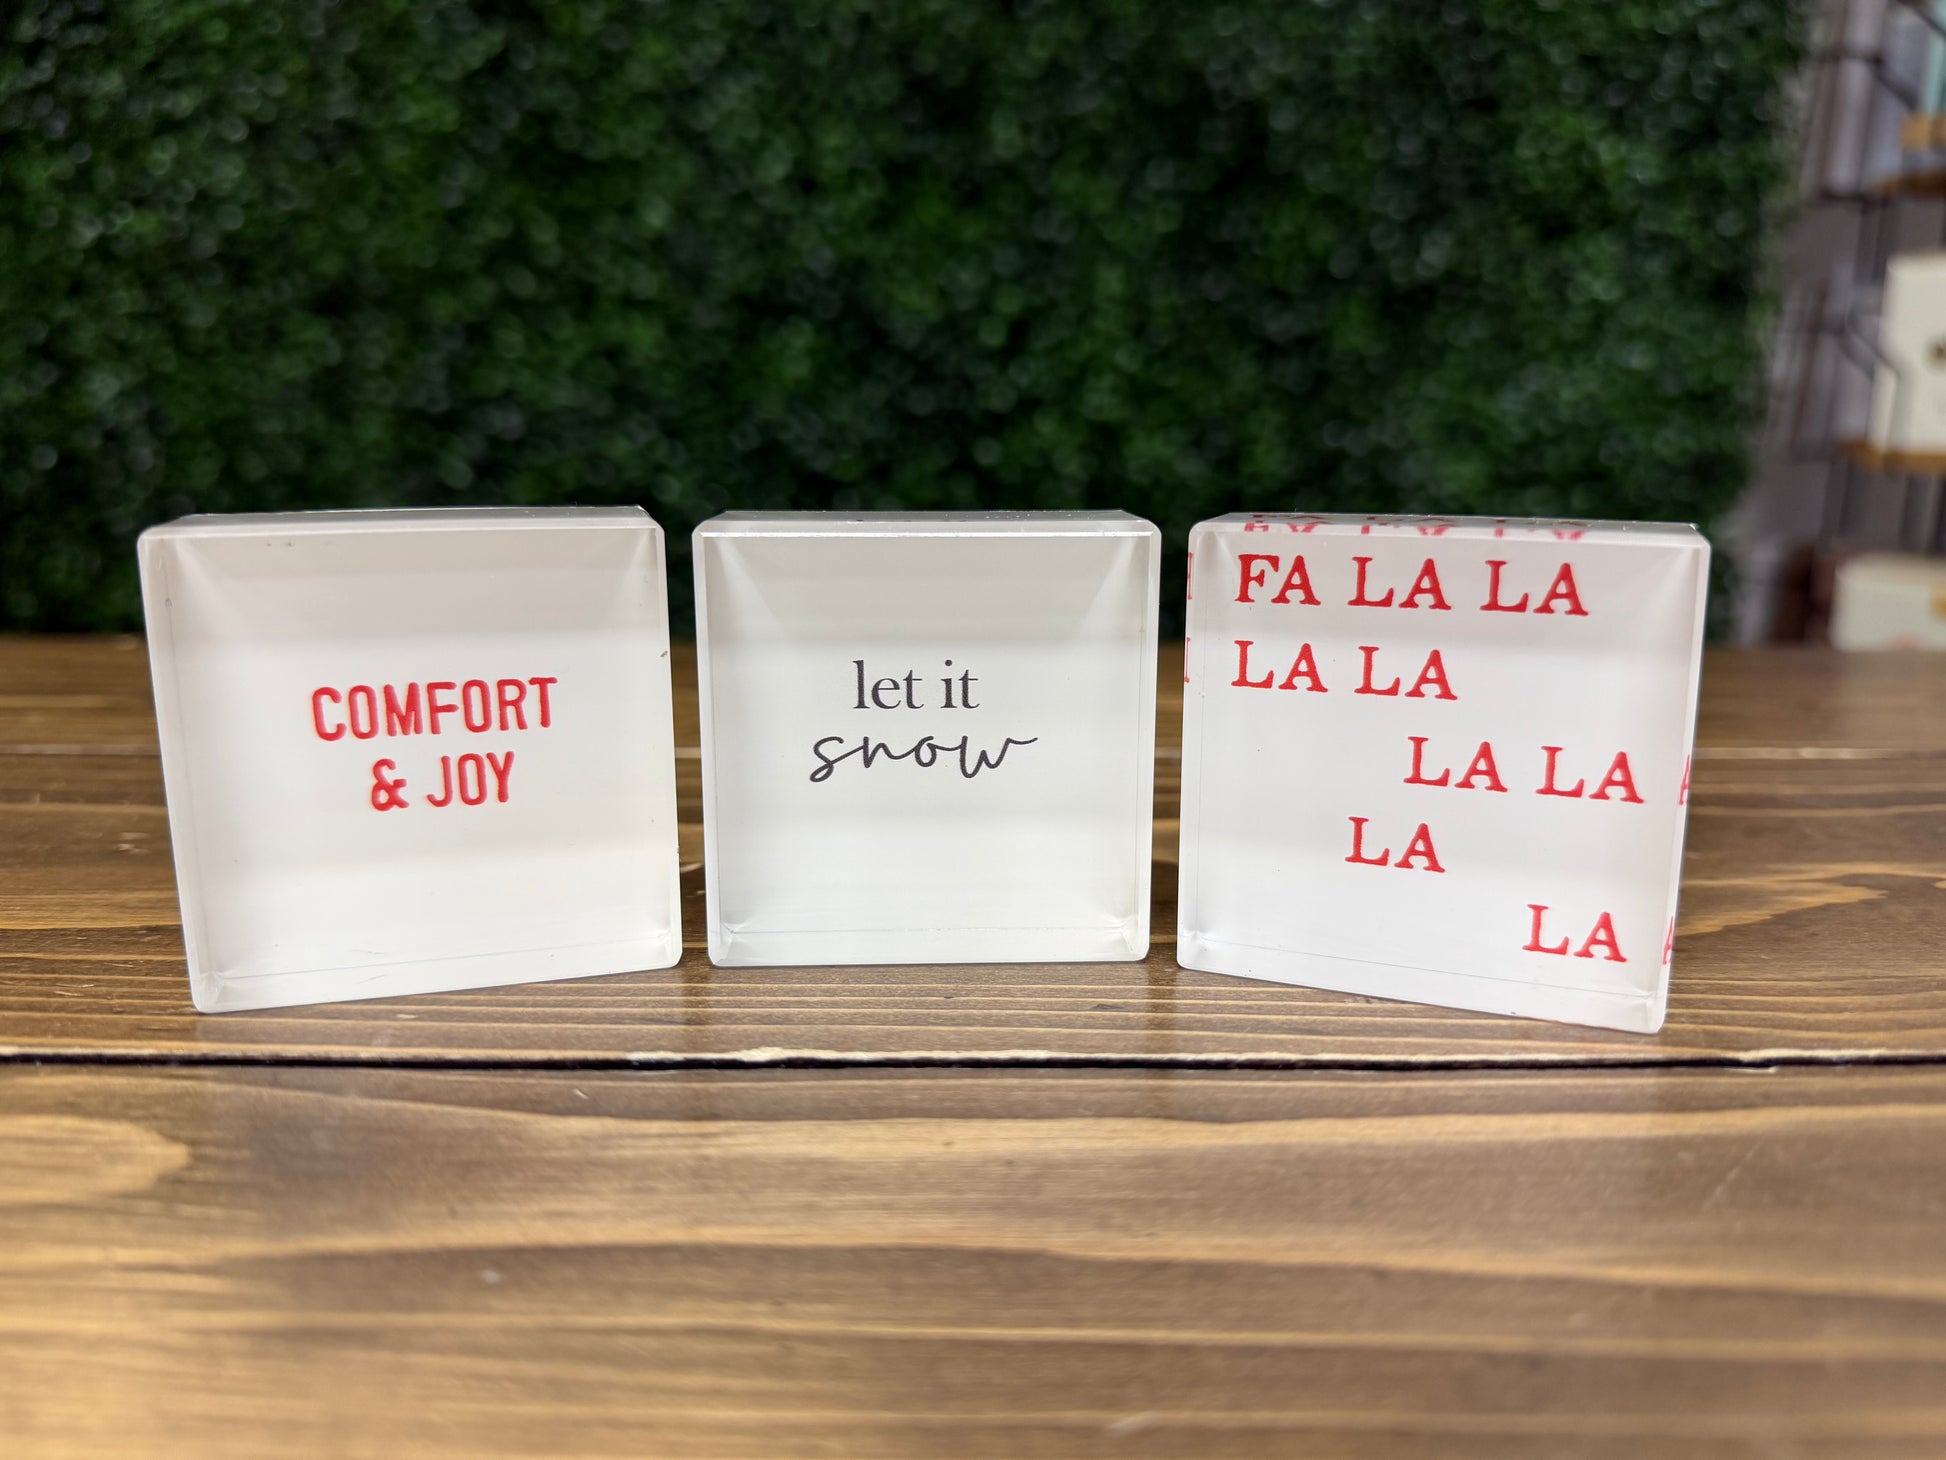 COMFORT
& JOY
let it
snow
FA LA LA
LA LA
LA LA
LA
LA